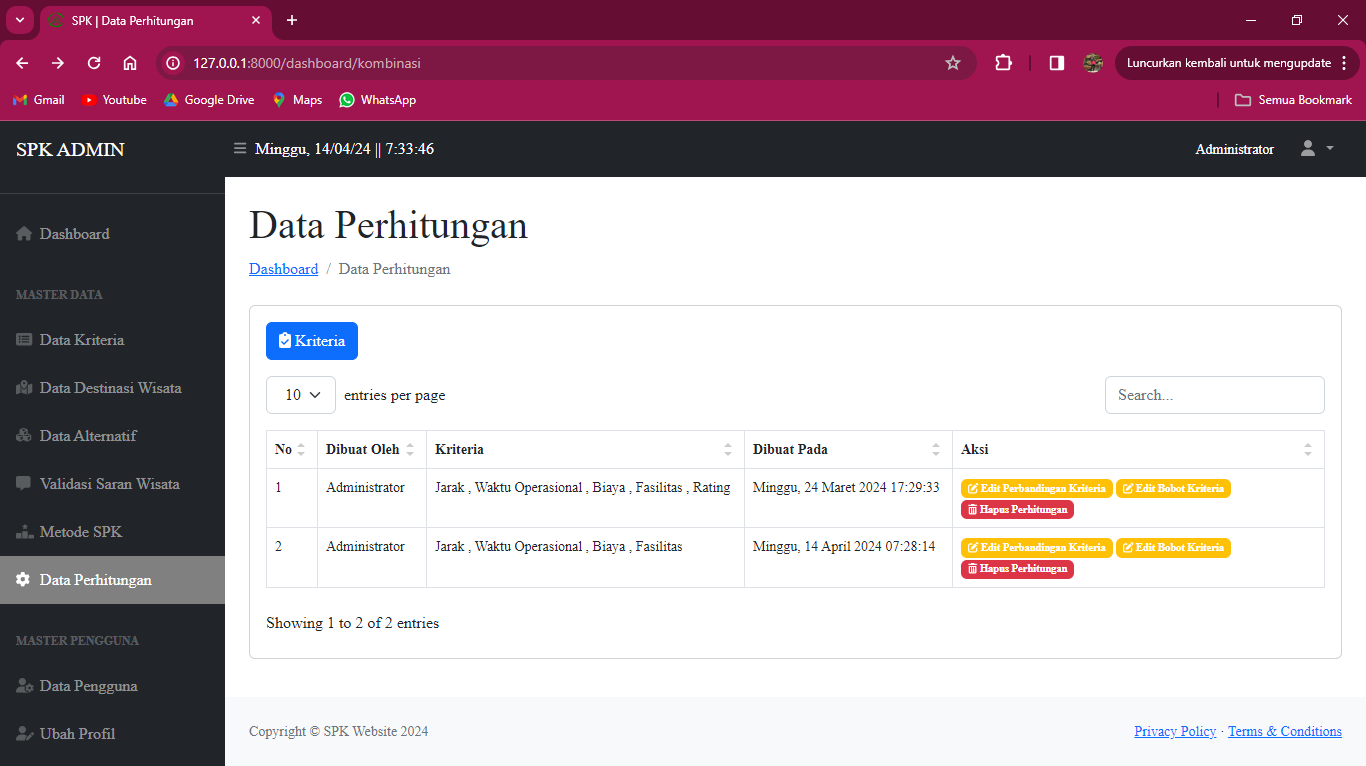 SPK | Data Perhitungan
127.0.0.1:8000/dashboard/kombinasi
Luncurkan kembali untuk mengupdate
Gmail Youtube Google Drive Maps WhatsApp Semua Bookmark
SPK ADMIN
Minggu, 14/04/24 || 7:33:46
Administrator
Dashboard
MASTER DATA
Data Kriteria
Data Destinasi Wisata
Data Alternatif
Validasi Saran Wisata
Metode SPK
Data Perhitungan
MASTER PENGGUNA
Data Pengguna
Ubah Profil
Data Perhitungan
Dashboard / Data Perhitungan
Kriteria
10 entries per page
Search...
No Dibuat Oleh Kriteria Dibuat Pada Aksi
1 Administrator Jarak , Waktu Operasional , Biaya , Fasilitas , Rating Minggu, 24 Maret 2024 17:29:33 Edit Perbandingan Kriteria Edit Bobot Kriteria
Hapus Perhitungan
2 Administrator Jarak , Waktu Operasional , Biaya , Fasilitas Minggu, 14 April 2024 07:28:14 Edit Perbandingan Kriteria Edit Bobot Kriteria
Hapus Perhitungan
Showing 1 to 2 of 2 entries
Copyright © SPK Website 2024
Privacy Policy · Terms & Conditions